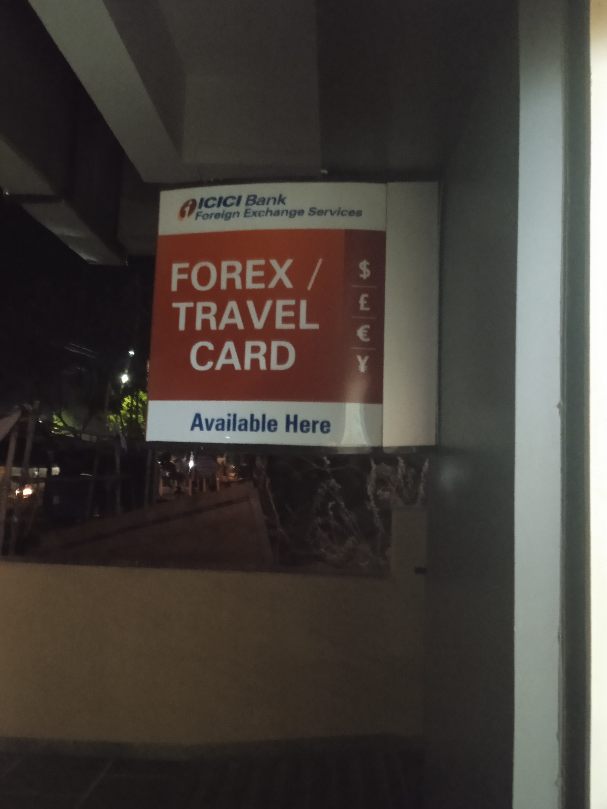 ICICI Bank
Foreign Exchange Services
FOREX /
TRAVEL
CARD
$
£
€
¥
Available Here